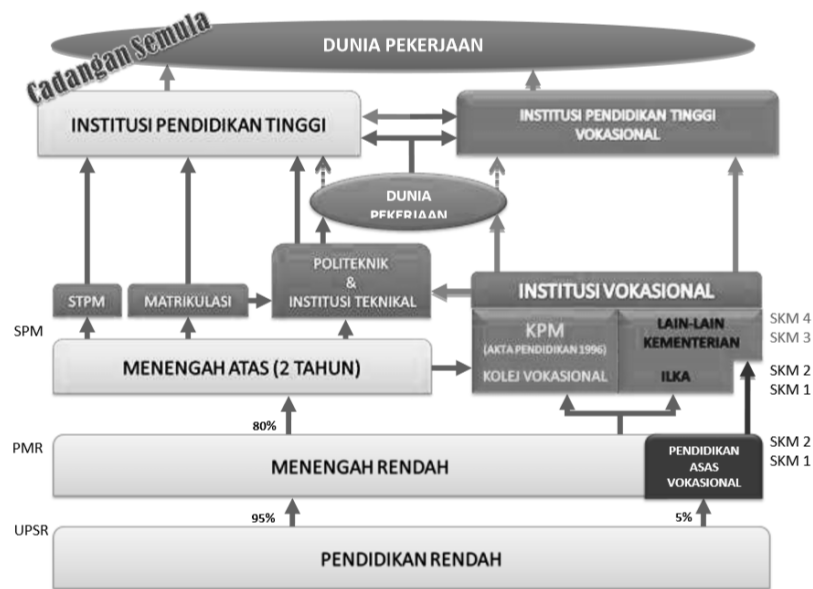 Cadangan Semula
DUNIA PEKERJAAN
INSTITUSI PENDIDIKAN TINGGI
INSTITUSI PENDIDIKAN TINGGI
VOKASIONAL
DUNIA
PEKERJAAN
STPM
MATRIKULASI
POLITEKNIK
&
INSTITUSI TEKNIKAL
INSTITUSI VOKASIONAL
KPM
(AKTA PENDIDIKAN 1996)
KOLEJ VOKASIONAL
LAIN-LAIN
KEMENTERIAN
ILKA
SKM 4
SKM 3
SKM 2
SKM 1
SPM
MENENGAH ATAS (2 TAHUN)
80%
PMR
MENENGAH RENDAH
PENDIDIKAN
ASAS
VOKASIONAL
SKM 2
SKM 1
95%
5%
UPSR
PENDIDIKAN RENDAH